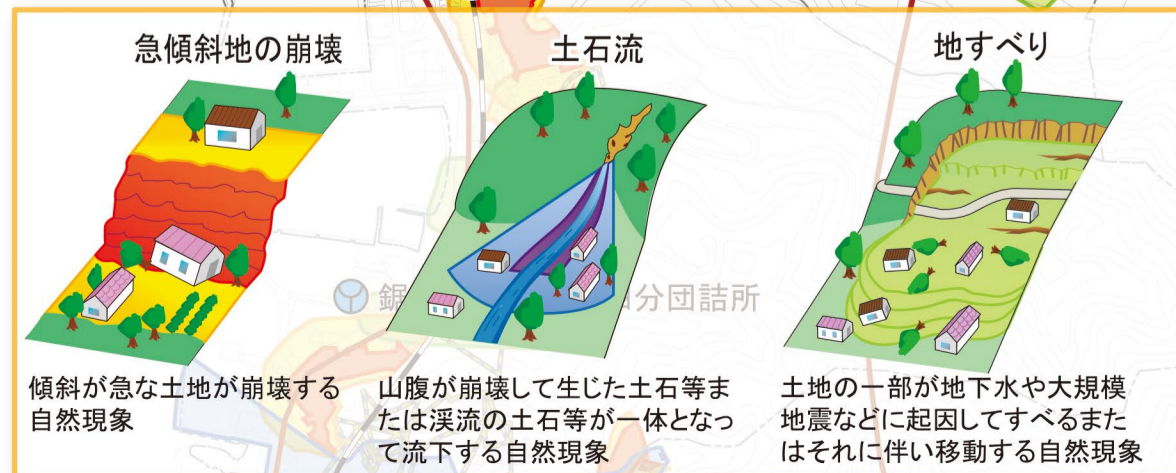 急傾斜地の崩壊
土石流
地すべり
鋸
分団詰所
傾斜が急な土地が崩壊する
自然現象
山腹が崩壊して生じた土石等ま
たは渓流の土石等が一体となっ
て流下する自然現象
土地の一部が地下水や大規模
地震などに起因してすべるまた
はそれに伴い移動する自然現象